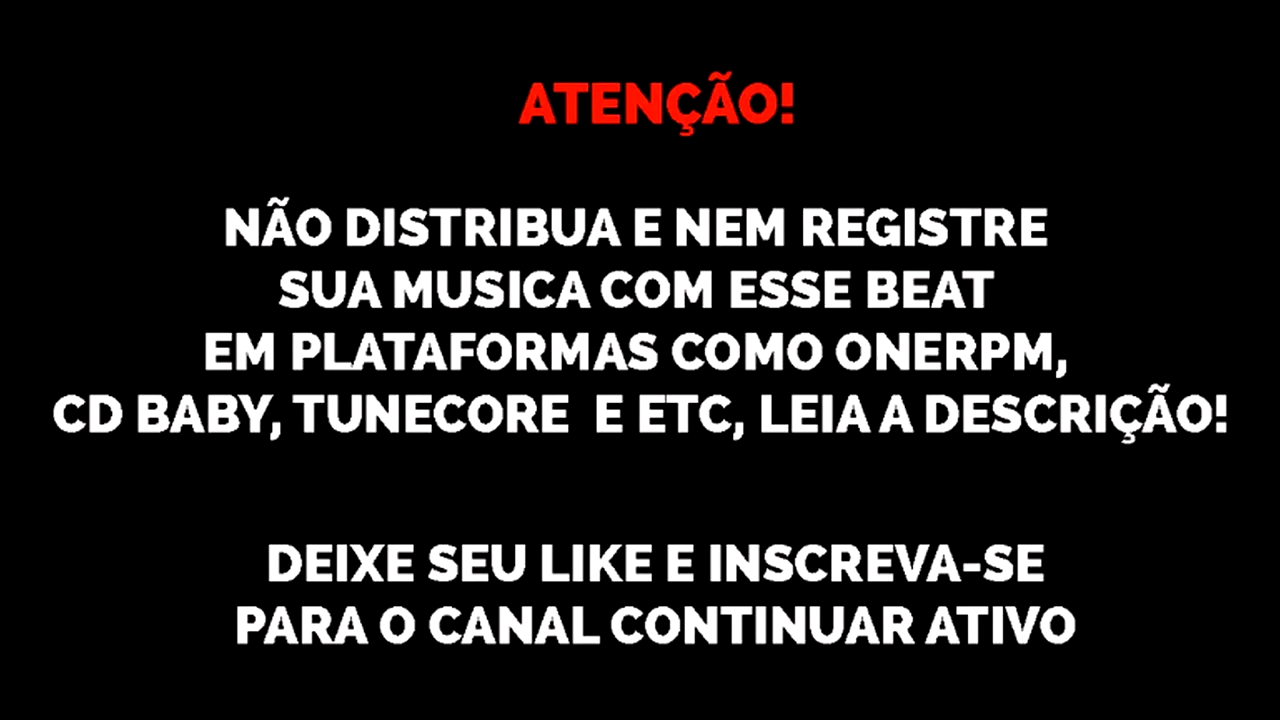 ATENÇÃO!
NÃO DISTRIBUA E NEM REGISTRE
SUA MUSICA COM ESSE BEAT
EM PLATAFORMAS COMO ONERPM,
CD BABY, TUNECORE E ETC, LEIA A DESCRIÇÃO!
DEIXE SEU LIKE E INSCREVA-SE
PARA O CANAL CONTINUAR ATIVO